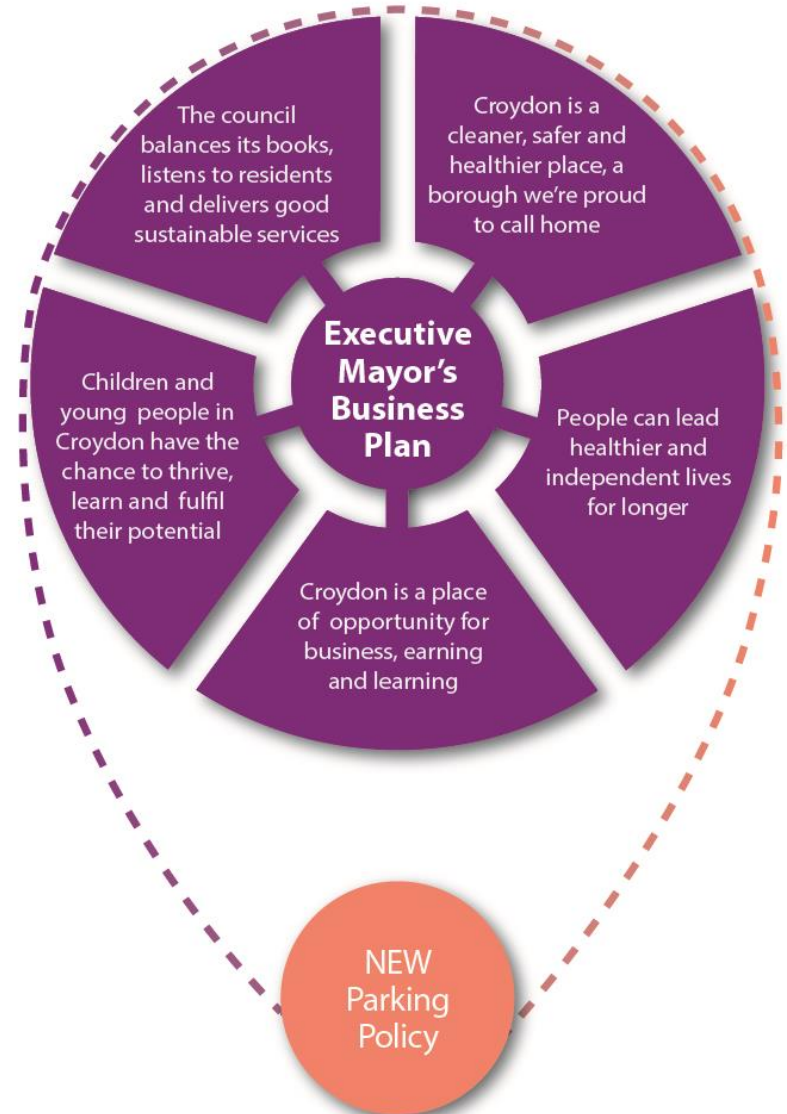 The council
balances its books,
listens to residents
and delivers good
sustainable services
Croydon is a
cleaner, safer and
healthier place, a
borough we're proud
to call home
Executive
Mayor's
Business
Plan
Children and
young people in
Croydon have the
chance to thrive,
learn and fulfil
their potential
People can lead
healthier and
independent lives
for longer
Croydon is a place
of opportunity for
business, earning
and learning
NEW
Parking
Policy